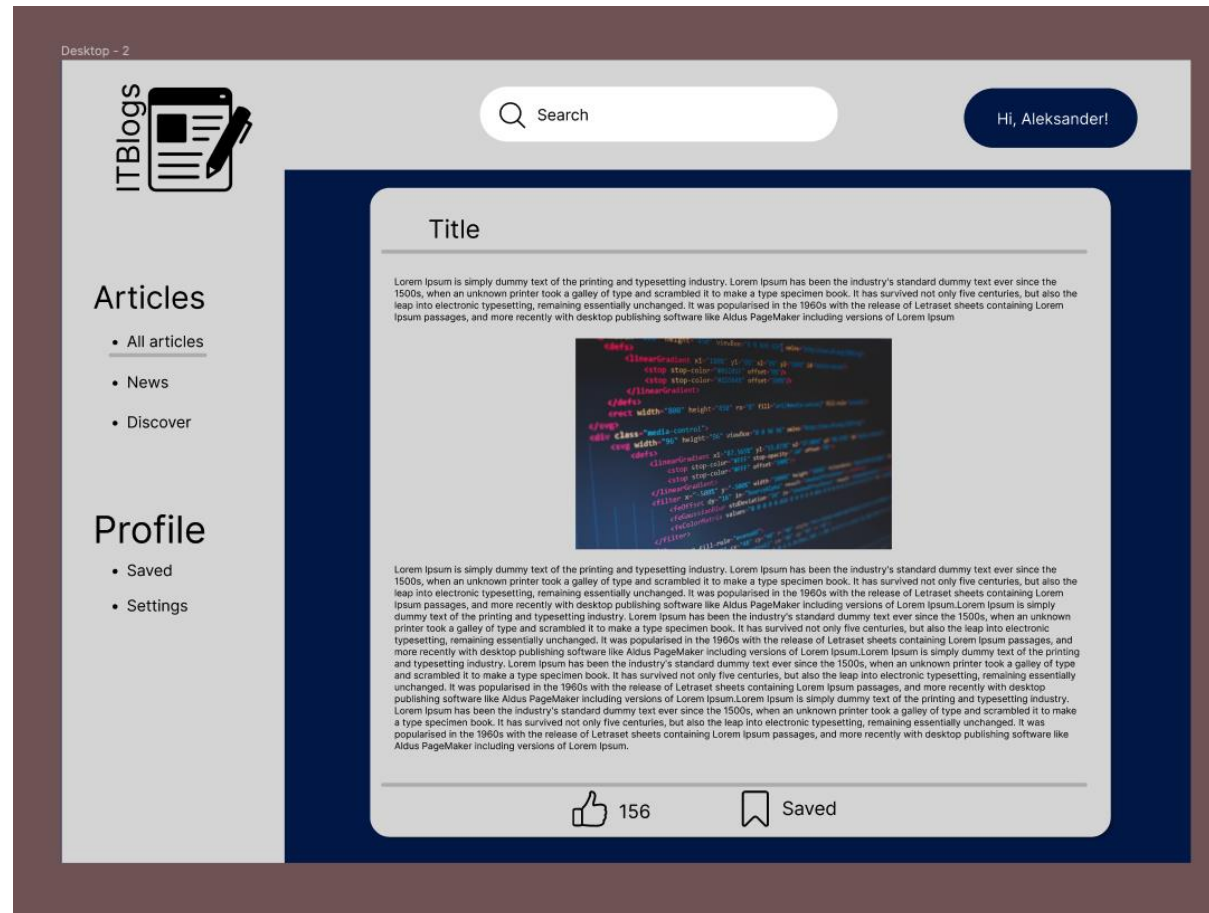 Desktop - 2
ITBlogs
Search
Hi, Aleksander!
Title
Articles
• All articles
• News
• Discover
Profile
• Saved
• Settings
Lorem Ipsum is simply dummy text of the printing and typesetting industry. Lorem Ipsum has been the industry's standard dummy text ever since the
1500s, when an unknown printer took a galley of type and scrambled it to make a type specimen book. It has survived not only five centuries, but also the
leap into electronic typesetting, remaining essentially unchanged. It was popularised in the 1960s with the release of Letraset sheets containing Lorem
Ipsum passages, and more recently with desktop publishing software like Aldus PageMaker including versions of Lorem Ipsum
<defs>
</linearGradient>
</defs>
<rect width="800" height="450"
</svg>
<div class="media-control">
<svg width="96" height="96"
<defs>
</linearGradient>
</filter>
Lorem Ipsum is simply dummy text of the printing and typesetting industry. Lorem Ipsum has been the industry's standard dummy text ever since the
1500s, when an unknown printer took a galley of type and scrambled it to make a type specimen book. It has survived not only five centuries, but also the
leap into electronic typesetting, remaining essentially unchanged. It was popularised in the 1960s with the release of Letraset sheets containing Lorem
Ipsum passages, and more recently with desktop publishing software like Aldus PageMaker including versions of Lorem Ipsum.Lorem Ipsum is simply
dummy text of the printing and typesetting industry. Lorem Ipsum has been the industry's standard dummy text ever since the 1500s, when an unknown
printer took a galley of type and scrambled it to make a type specimen book. It has survived not only five centuries, but also the leap into electronic
typesetting, remaining essentially unchanged. It was popularised in the 1960s with the release of Letraset sheets containing Lorem Ipsum passages, and
more recently with desktop publishing software like Aldus PageMaker including versions of Lorem Ipsum.Lorem Ipsum is simply dummy text of the printing
and typesetting industry. Lorem Ipsum has been the industry's standard dummy text ever since the 1500s, when an unknown printer took a galley of type
and scrambled it to make a type specimen book. It has survived not only five centuries, but also the leap into electronic typesetting, remaining essentially
unchanged. It was popularised in the 1960s with the release of Letraset sheets containing Lorem Ipsum passages, and more recently with desktop
publishing software like Aldus PageMaker including versions of Lorem Ipsum.Lorem Ipsum is simply dummy text of the printing and typesetting industry.
Lorem Ipsum has been the industry's standard dummy text ever since the 1500s, when an unknown printer took a galley of type and scrambled it to make
a type specimen book. It has survived not only five centuries, but also the leap into electronic typesetting, remaining essentially unchanged. It was
popularised in the 1960s with the release of Letraset sheets containing Lorem Ipsum passages, and more recently with desktop publishing software like
Aldus PageMaker including versions of Lorem Ipsum.
156
Saved